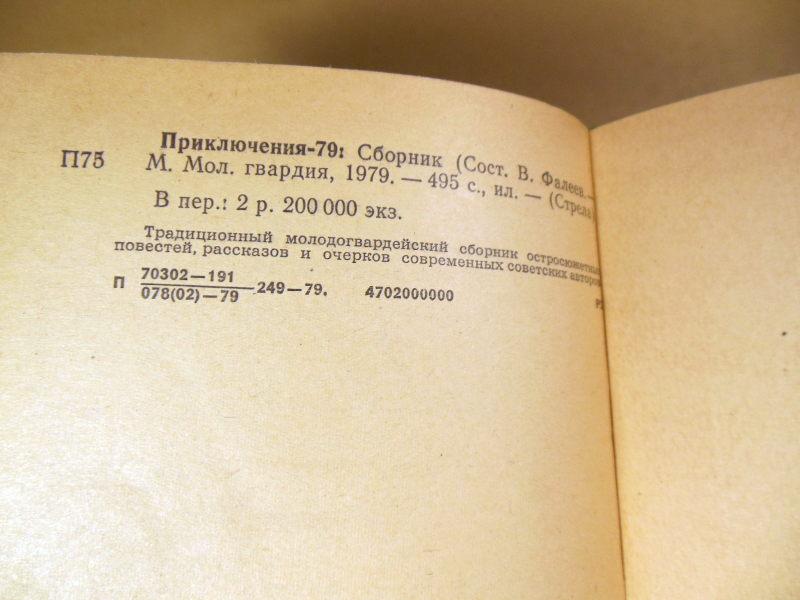 Приключения-79: Сборник (Сост. В. Фалеев.—
П75 М. Мол. гвардия, 1979. — 495 с., ил. — (Стрела
В пер.: 2 р. 200 000 экз.
Традиционный молодогвардейский сборник остросюжетны
повестей, рассказов и очерков современных советских авторов
П 70302—191
078(02)—79 249—79. 4702000000